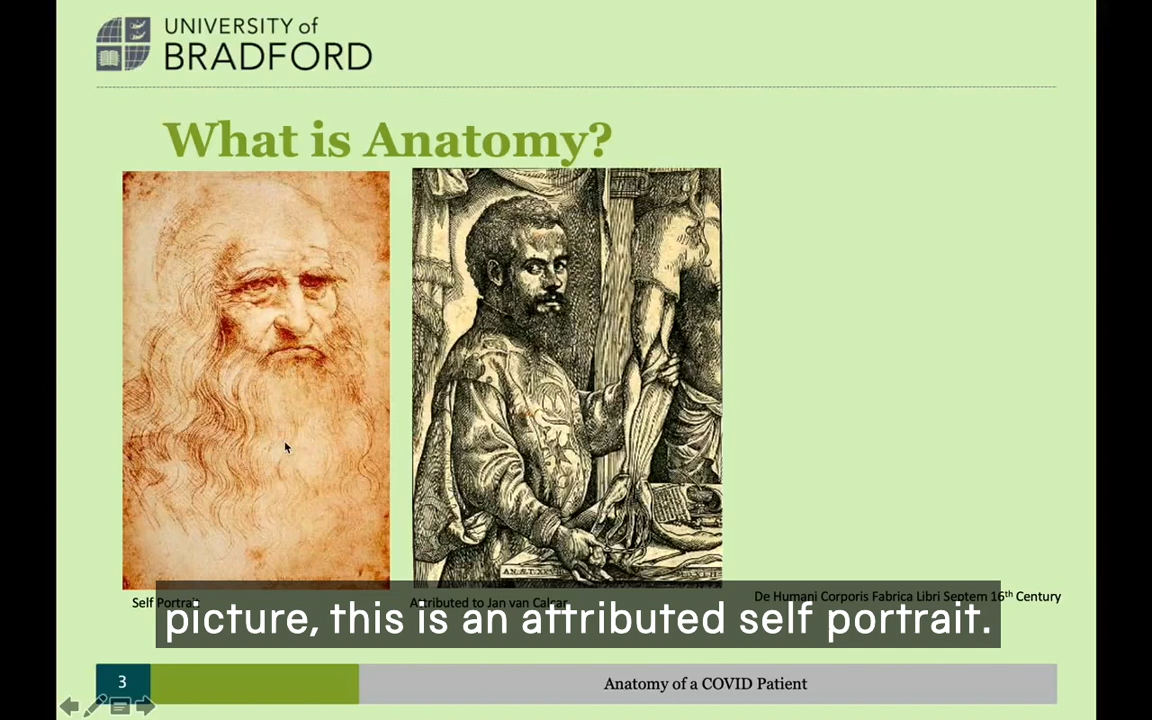 UNIVERSITY of
BRADFORD
What is Anatomy?
Self Portrait
Attributed to Jan van Calcar
De Humani Corporis Fabrica Libri Septem 16th Century
picture, this is an attributed self portrait.
3
Anatomy of a COVID Patient